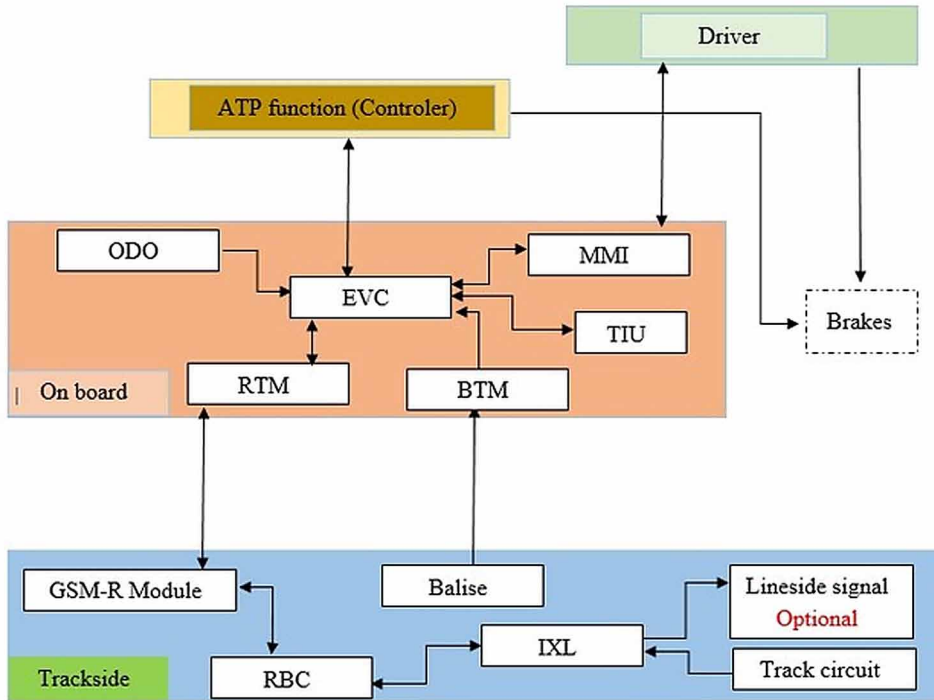 Driver
ATP function (Controler)
ODO
MMI
EVC
TIU
Brakes
RTM
BTM
| On board
GSM-R Module
Balise
Lineside signal
Optional
IXL
Track circuit
Trackside
RBC